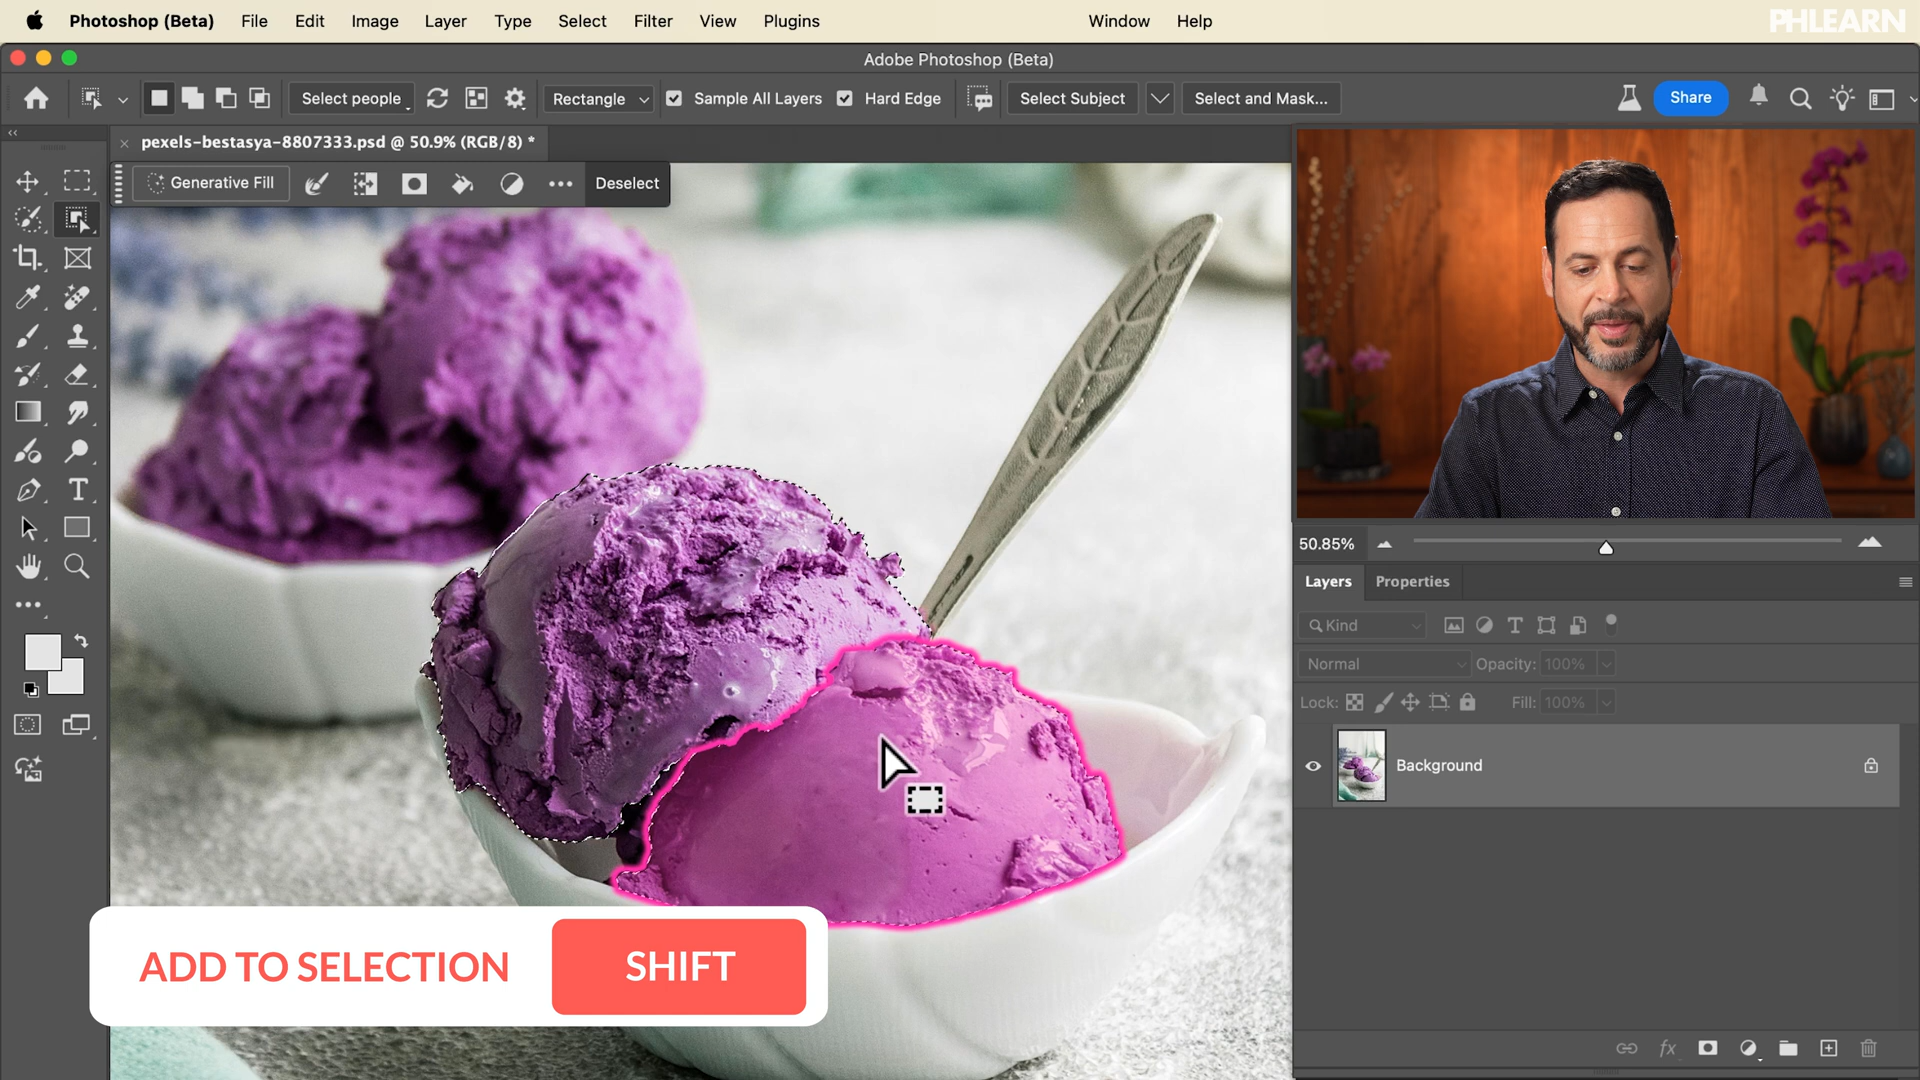 Photoshop (Beta) File Edit Image Layer Type Select Filter View Plugins Window Help
PHLEARN
Adobe Photoshop (Beta)
Select people Rectangle Sample All Layers Hard Edge Select Subject Select and Mask... Share
pexels-bestasya-8807333.psd @ 50.9% (RGB/8) *
Generative Fill Deselect
50.85%
Layers Properties
Kind
Normal Opacity: 100%
Lock: Fill: 100%
Background
ADD TO SELECTION SHIFT